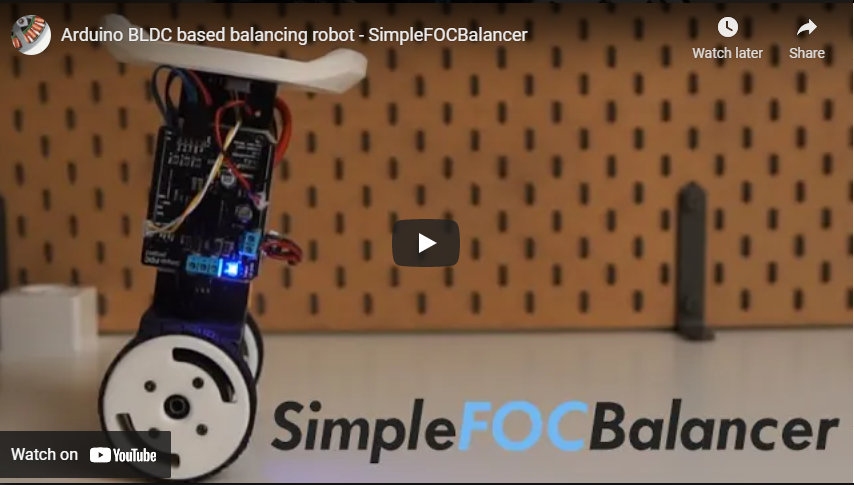 Arduino BLDC based balancing robot - SimpleFOCBalancer
Watch later
Share
SimpleFOCBalancer
Watch on YouTube